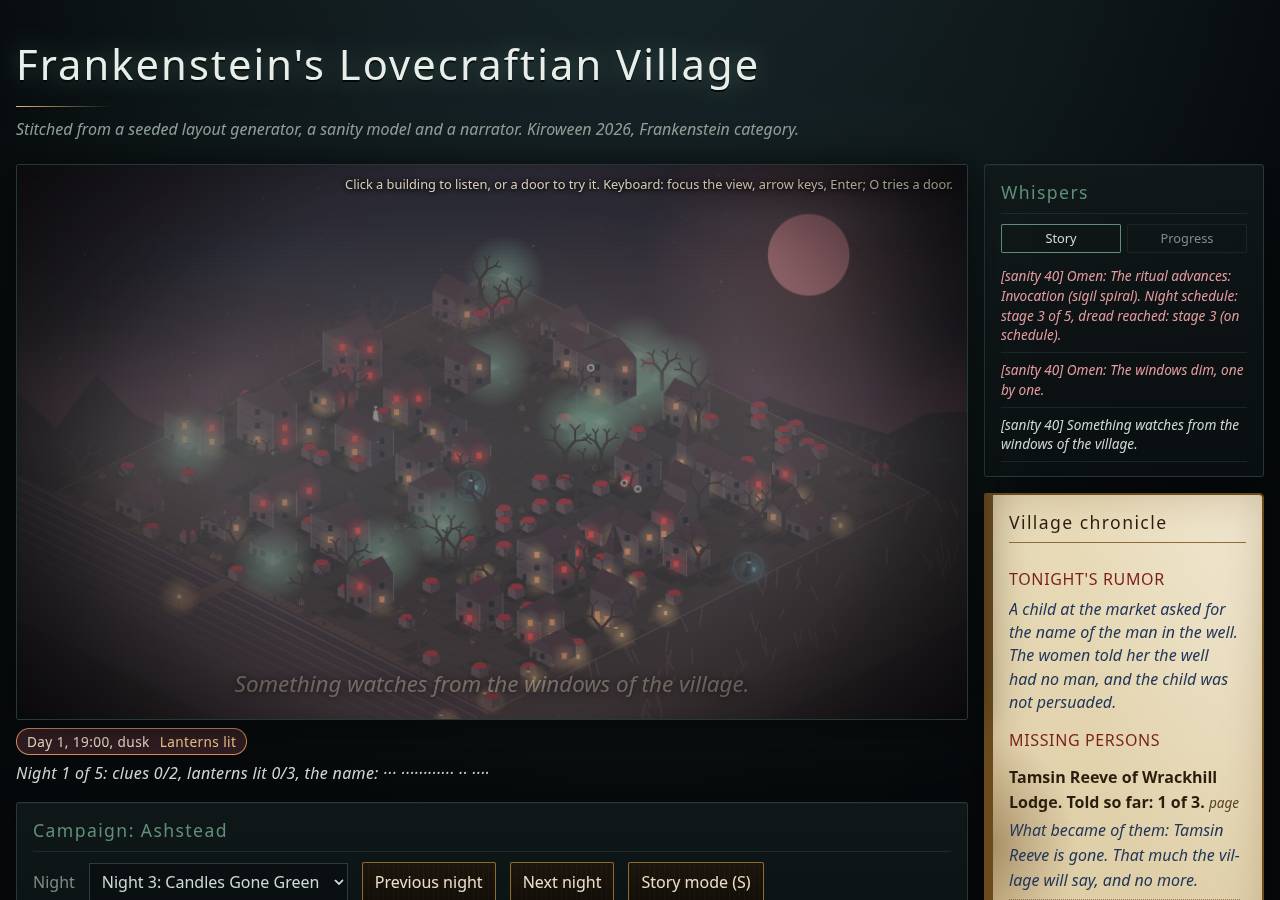 Frankenstein's Lovecraftian Village
Stitched from a seeded layout generator, a sanity model and a narrator. Kiroween 2026, Frankenstein category.
Click a building to listen, or a door to try it. Keyboard: focus the view, arrow keys, Enter; O tries a door.
Something watches from the windows of the village.
Day 1, 19:00, dusk Lanterns lit
Night 1 of 5: clues 0/2, lanterns lit 0/3, the name: ··· ············ ·· ····
Campaign: Ashstead
Night Night 3: Candles Gone Green Previous night Next night Story mode (S)
Whispers
Story Progress
[sanity 40] Omen: The ritual advances:
Invocation (sigil spiral). Night schedule:
stage 3 of 5, dread reached: stage 3 (on
schedule).
[sanity 40] Omen: The windows dim, one
by one.
[sanity 40] Something watches from the
windows of the village.
Village chronicle
TONIGHT'S RUMOR
A child at the market asked for
the name of the man in the well.
The women told her the well
had no man, and the child was
not persuaded.
MISSING PERSONS
Tamsin Reeve of Wrackhill
Lodge. Told so far: 1 of 3. page
What became of them: Tamsin
Reeve is gone. That much the vil-
lage will say, and no more.